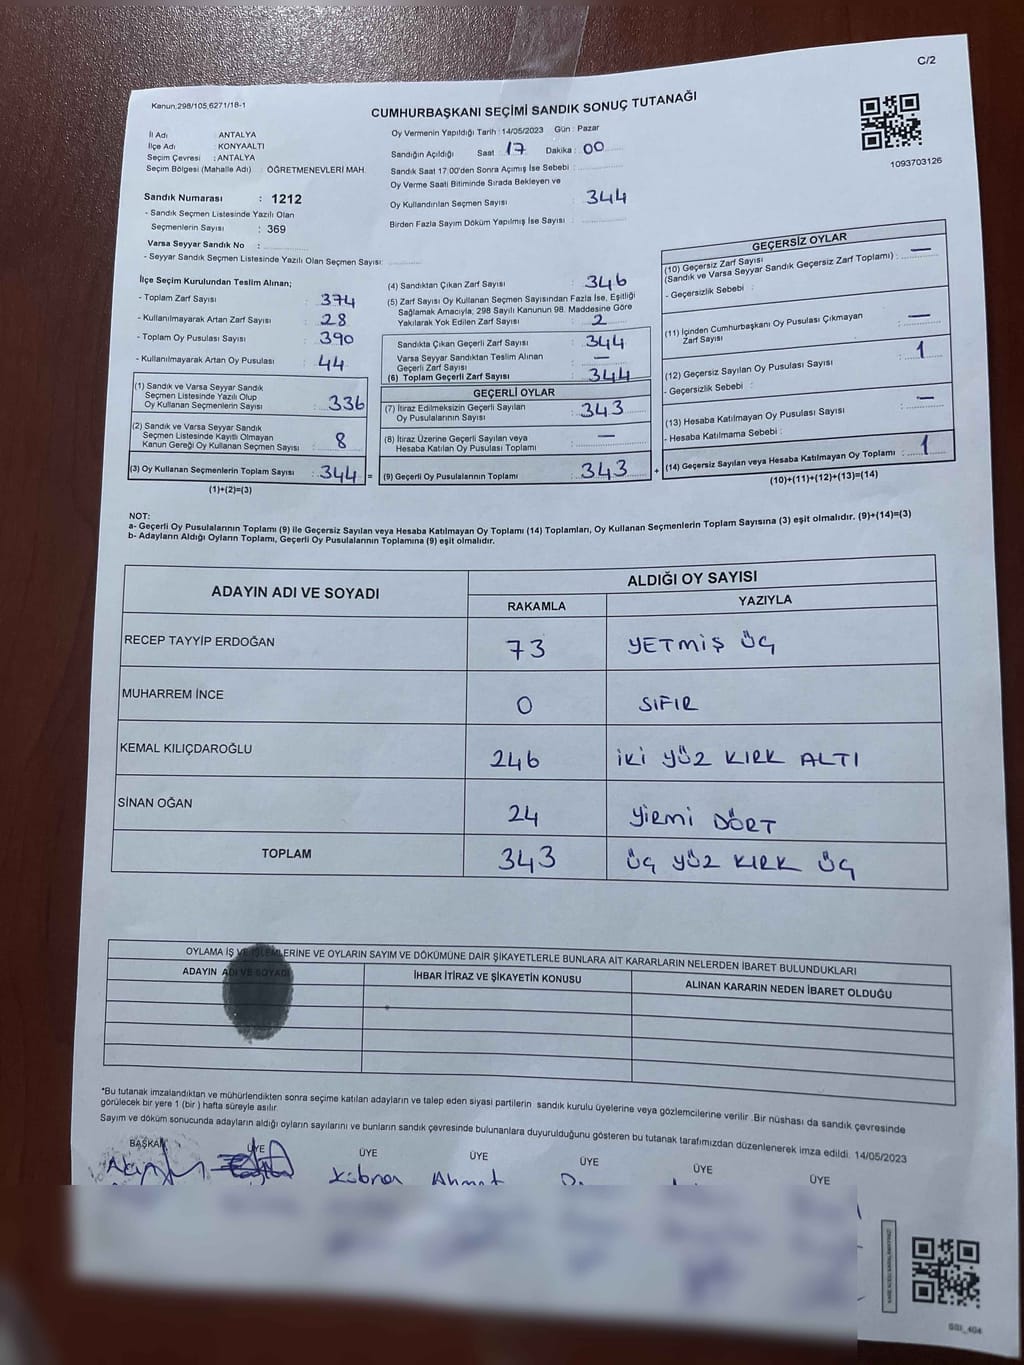 C/2
Kanun;298/105,6271/18-1
CUMHURBAŞKANI SEÇİMİ SANDIK SONUÇ TUTANAĞI
1093703126
İl Adı : ANTALYA
İlçe Adı : KONYAALTI
Seçim Çevresi : ANTALYA
Seçim Bölgesi (Mahalle Adı) : ÖĞRETMENEVLERİ MAH.
Sandık Numarası : 1212
- Sandık Seçmen Listesinde Yazılı Olan
Seçmenlerin Sayısı : 369
Varsa Seyyar Sandık No :
- Seyyar Sandık Seçmen Listesinde Yazılı Olan Seçmen Sayısı:
Oy Vermenin Yapıldığı Tarih : 14/05/2023 Gün : Pazar
Sandığın Açıldığı Saat : 17 Dakika : 00
Sandık Saat 17:00'den Sonra Açımış İse Sebebi :
Oy Verme Saati Bitiminde Sırada Bekleyen ve
Oy Kullandırılan Seçmen Sayısı : 344
Birden Fazla Sayım Döküm Yapılmış İse Sayısı :
İlçe Seçim Kurulundan Teslim Alınan;
- Toplam Zarf Sayısı : 374
- Kullanılmayarak Artan Zarf Sayısı : 28
- Toplam Oy Pusulası Sayısı : 390
- Kullanılmayarak Artan Oy Pusulası : 44
(1) Sandık ve Varsa Seyyar Sandık
Seçmen Listesinde Yazılı Olup
Oy Kullanan Seçmenlerin Sayısı : 336
(2) Sandık ve Varsa Seyyar Sandık
Seçmen Listesinde Kayıtlı Olmayan
Kanun Gereği Oy Kullanan Seçmen Sayısı : 8
(3) Oy Kullanan Seçmenlerin Toplam Sayısı : 344 =
(1)+(2)=(3)
(4) Sandıktan Çıkan Zarf Sayısı : 346
(5) Zarf Sayısı Oy Kullanan Seçmen Sayısından Fazla İse, Eşitliği
Sağlamak Amacıyla; 298 Sayılı Kanunun 98. Maddesine Göre
Yakılarak Yok Edilen Zarf Sayısı : 2
Sandıkta Çıkan Geçerli Zarf Sayısı : 344
Varsa Seyyar Sandıktan Teslim Alınan
Geçerli Zarf Sayısı : —
(6) Toplam Geçerli Zarf Sayısı : 344
GEÇERLİ OYLAR
(7) İtiraz Edilmeksizin Geçerli Sayılan
Oy Pusulalarının Sayısı : 343
(8) İtiraz Üzerine Geçerli Sayılan veya
Hesaba Katılan Oy Pusulası Toplamı : —
(9) Geçerli Oy Pusulalarının Toplamı : 343 +
GEÇERSİZ OYLAR
(10) Geçersiz Zarf Sayısı
(Sandık ve Varsa Seyyar Sandık Geçersiz Zarf Toplamı) : —
- Geçersizlik Sebebi :
(11) İçinden Cumhurbaşkanı Oy Pusulası Çıkmayan
Zarf Sayısı : —
(12) Geçersiz Sayılan Oy Pusulası Sayısı : 1
- Geçersizlik Sebebi :
(13) Hesaba Katılmayan Oy Pusulası Sayısı : —
- Hesaba Katılmama Sebebi :
(14) Geçersiz Sayılan veya Hesaba Katılmayan Oy Toplamı : 1
(10)+(11)+(12)+(13)=(14)
NOT:
a- Geçerli Oy Pusulalarının Toplamı (9) ile Geçersiz Sayılan veya Hesaba Katılmayan Oy Toplamı (14) Toplamları, Oy Kullanan Seçmenlerin Toplam Sayısına (3) eşit olmalıdır. (9)+(14)=(3)
b- Adayların Aldığı Oyların Toplamı, Geçerli Oy Pusulalarının Toplamına (9) eşit olmalıdır.
ADAYIN ADI VE SOYADI
ALDIĞI OY SAYISI
RAKAMLA YAZIYLA
RECEP TAYYİP ERDOĞAN 73 YETMİŞ ÜÇ
MUHARREM İNCE 0 SIFIR
KEMAL KILIÇDAROĞLU 246 İKİ YÜZ KIRK ALTI
SİNAN OĞAN 24 YİRMİ DÖRT
TOPLAM 343 ÜÇ YÜZ KIRK ÜÇ
OYLAMA İŞ VE İŞLEMLERİNE VE OYLARIN SAYIM VE DÖKÜMÜNE DAİR ŞİKAYETLERLE BUNLARA AİT KARARLARIN NELERDEN İBARET BULUNDUKLARI
ADAYIN ADI VE SOYADI İHBAR İTİRAZ VE ŞİKAYETİN KONUSU ALINAN KARARIN NEDEN İBARET OLDUĞU
*Bu tutanak imzalandıktan ve mühürlendikten sonra seçime katılan adayların ve talep eden siyasi partilerin sandık kurulu üyelerine veya gözlemcilerine verilir .Bir nüshası da sandık çevresinde
görülecek bir yere 1 (bir ) hafta süreyle asılır.
Sayım ve döküm sonucunda adayların aldığı oyların sayılarını ve bunların sandık çevresinde bulunanlara duyurulduğunu gösteren bu tutanak tarafımızdan düzenlenerek imza edildi. 14/05/2023
BAŞKAN ÜYE ÜYE ÜYE ÜYE ÜYE ÜYE
Kübra Ahmet